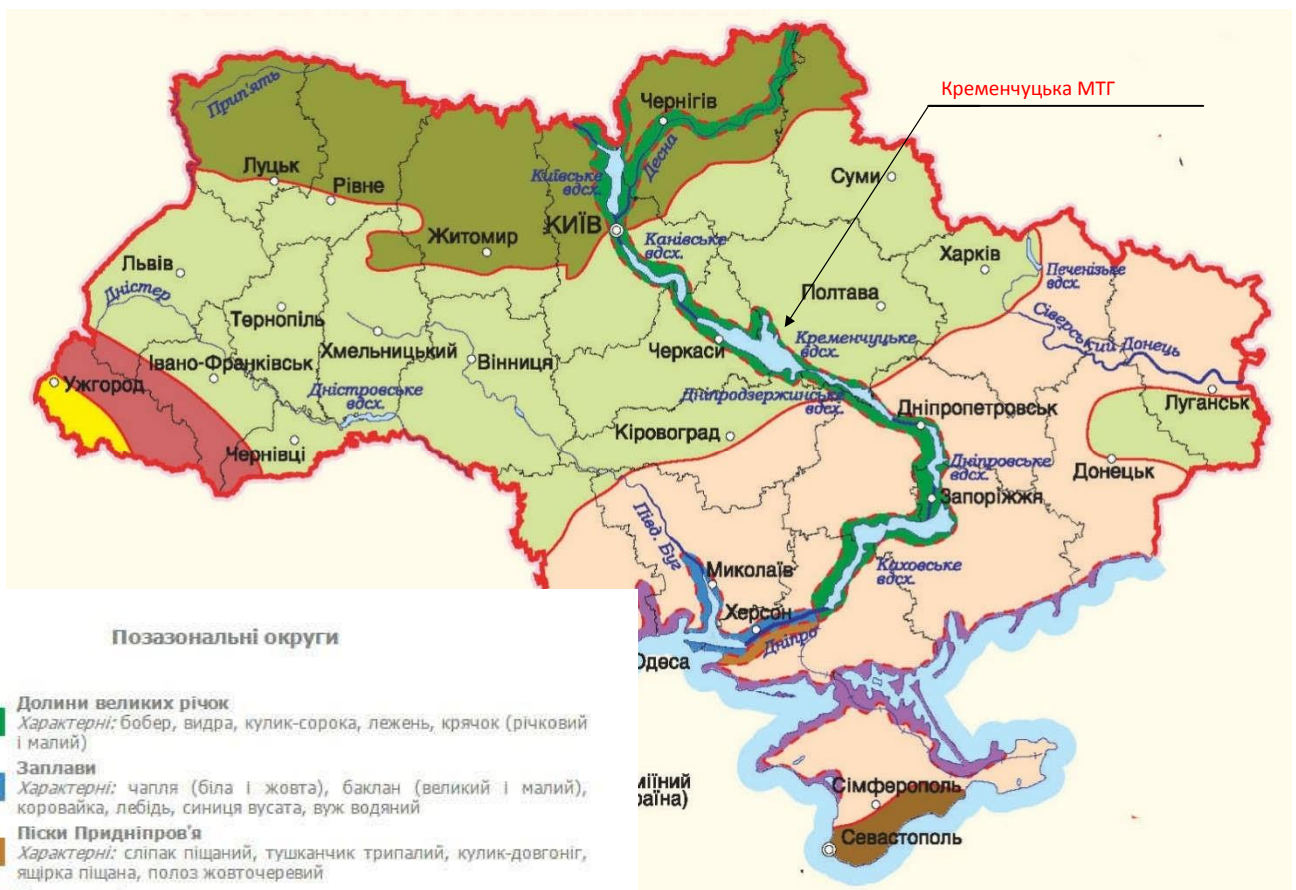 Кременчуцька МТГ
Прип'ять
Чернігів
Десна
Луцьк
Рівне
Київське
вдсх.
Суми
КИЇВ
Житомир
Канівське
вдсх.
Харків
Печенізьке
вдсх.
Львів
Дністер
Полтава
Сіверський Донець
Тернопіль
Хмельницький
Вінниця
Черкаси
Кременчуцьке
вдсх.
Івано-Франківськ
Ужгород
Дністровське
вдсх.
Дніпродзержинське
вдсх.
Луганськ
Дніпропетровськ
Кіровоград
Чернівці
Дніпровське
вдсх.
Донецьк
Запоріжжя
Півд. Буг
Миколаїв
Каховське
вдсх.
Херсон
Дніпро
Одеса
Позазональні округи
Долини великих річок
Характерні: бобер, видра, кулик-сорока, лежень, крячок (річковий
і малий)
Заплави
Характерні: чапля (біла і жовта), баклан (великий і малий),
коровайка, лебідь, синиця вусата, вуж водяний
Піски Придніпров'я
Характерні: сліпак піщаний, тушканчик трипалий, кулик-довгоніг,
ящірка піщана, полоз жовточеревий
міїний
раїна)
Сімферополь
Севастополь